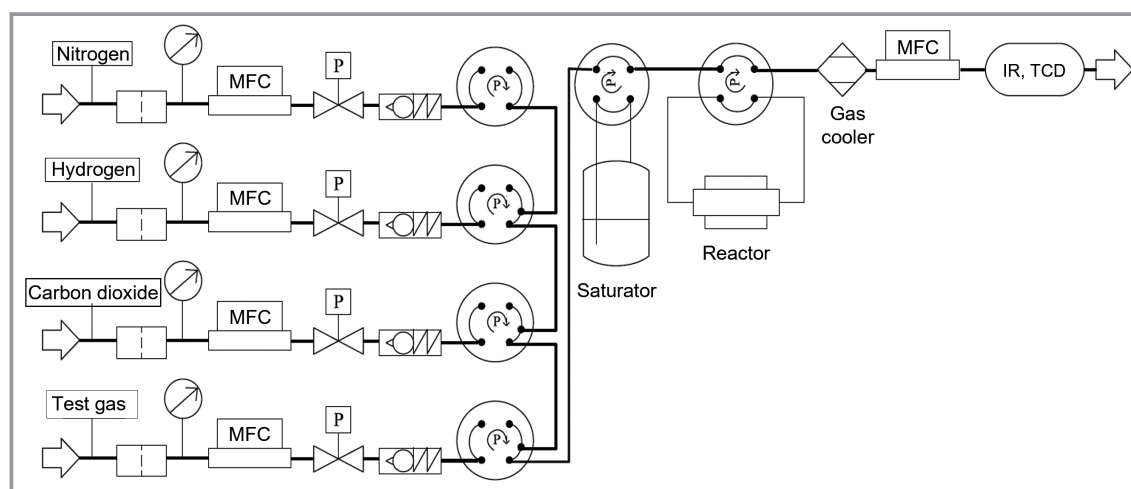 Nitrogen
MFC
P
P
Hydrogen
MFC
P
P
Carbon dioxide
MFC
P
P
Test gas
MFC
P
P
P
Saturator
P
Reactor
Gas
cooler
MFC
IR, TCD